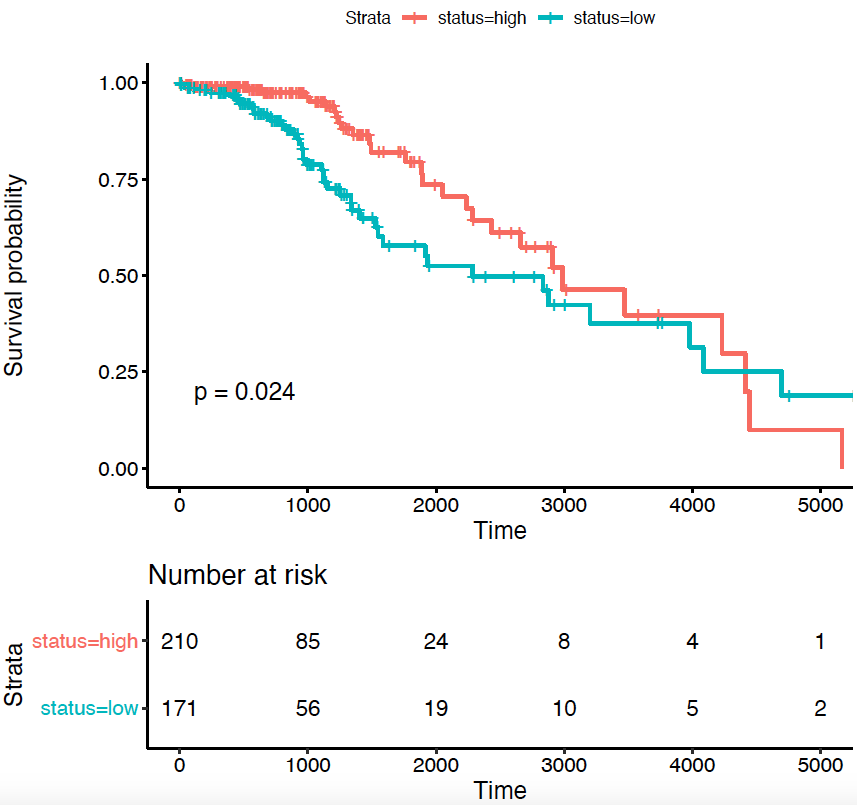 Strata status=high status=low
Survival probability
1.00
0.75
0.50
0.25
0.00
p = 0.024
0 1000 2000 3000 4000 5000
Time
Number at risk
Strata
status=high 210 85 24 8 4 1
status=low 171 56 19 10 5 2
0 1000 2000 3000 4000 5000
Time